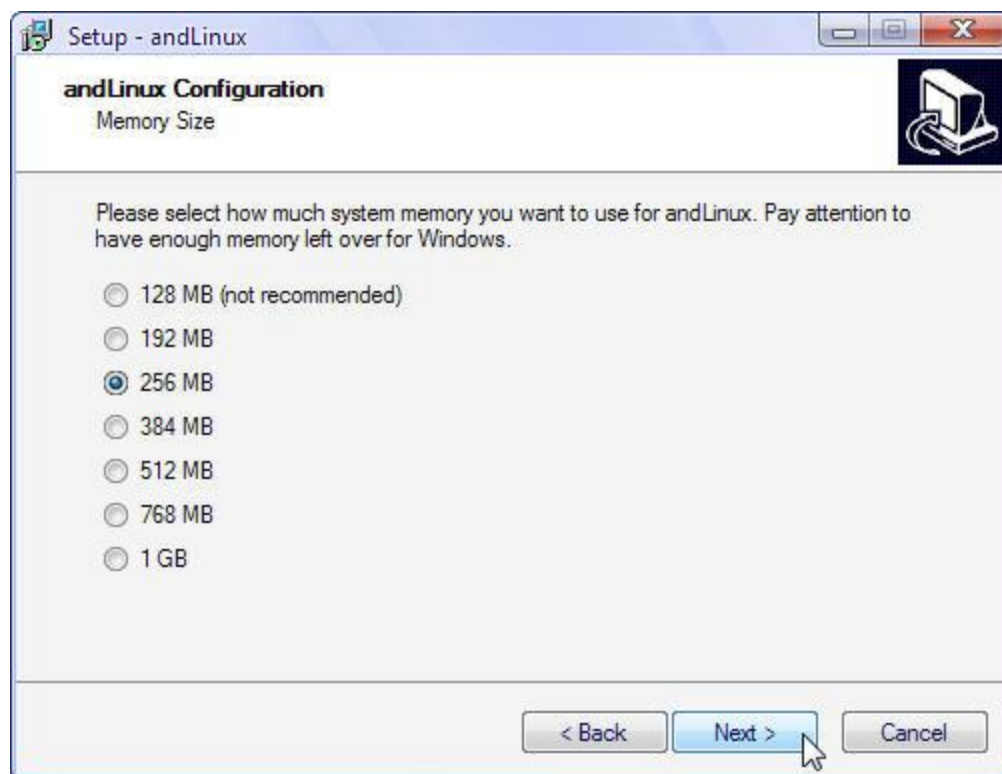 Setup - andLinux
andLinux Configuration
Memory Size
Please select how much system memory you want to use for andLinux. Pay attention to
have enough memory left over for Windows.
128 MB (not recommended)
192 MB
256 MB
384 MB
512 MB
768 MB
1 GB
< Back Next > Cancel